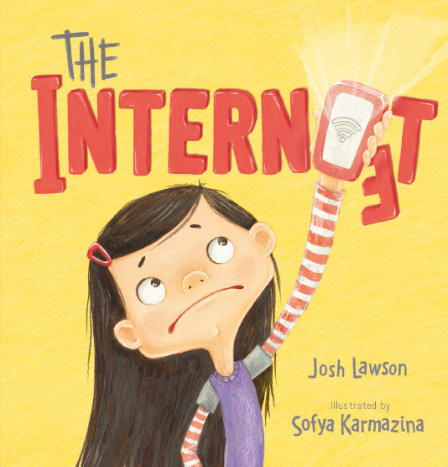 THE
INTERNET
Josh Lawson
Illustrated by
Sofya Karmazina